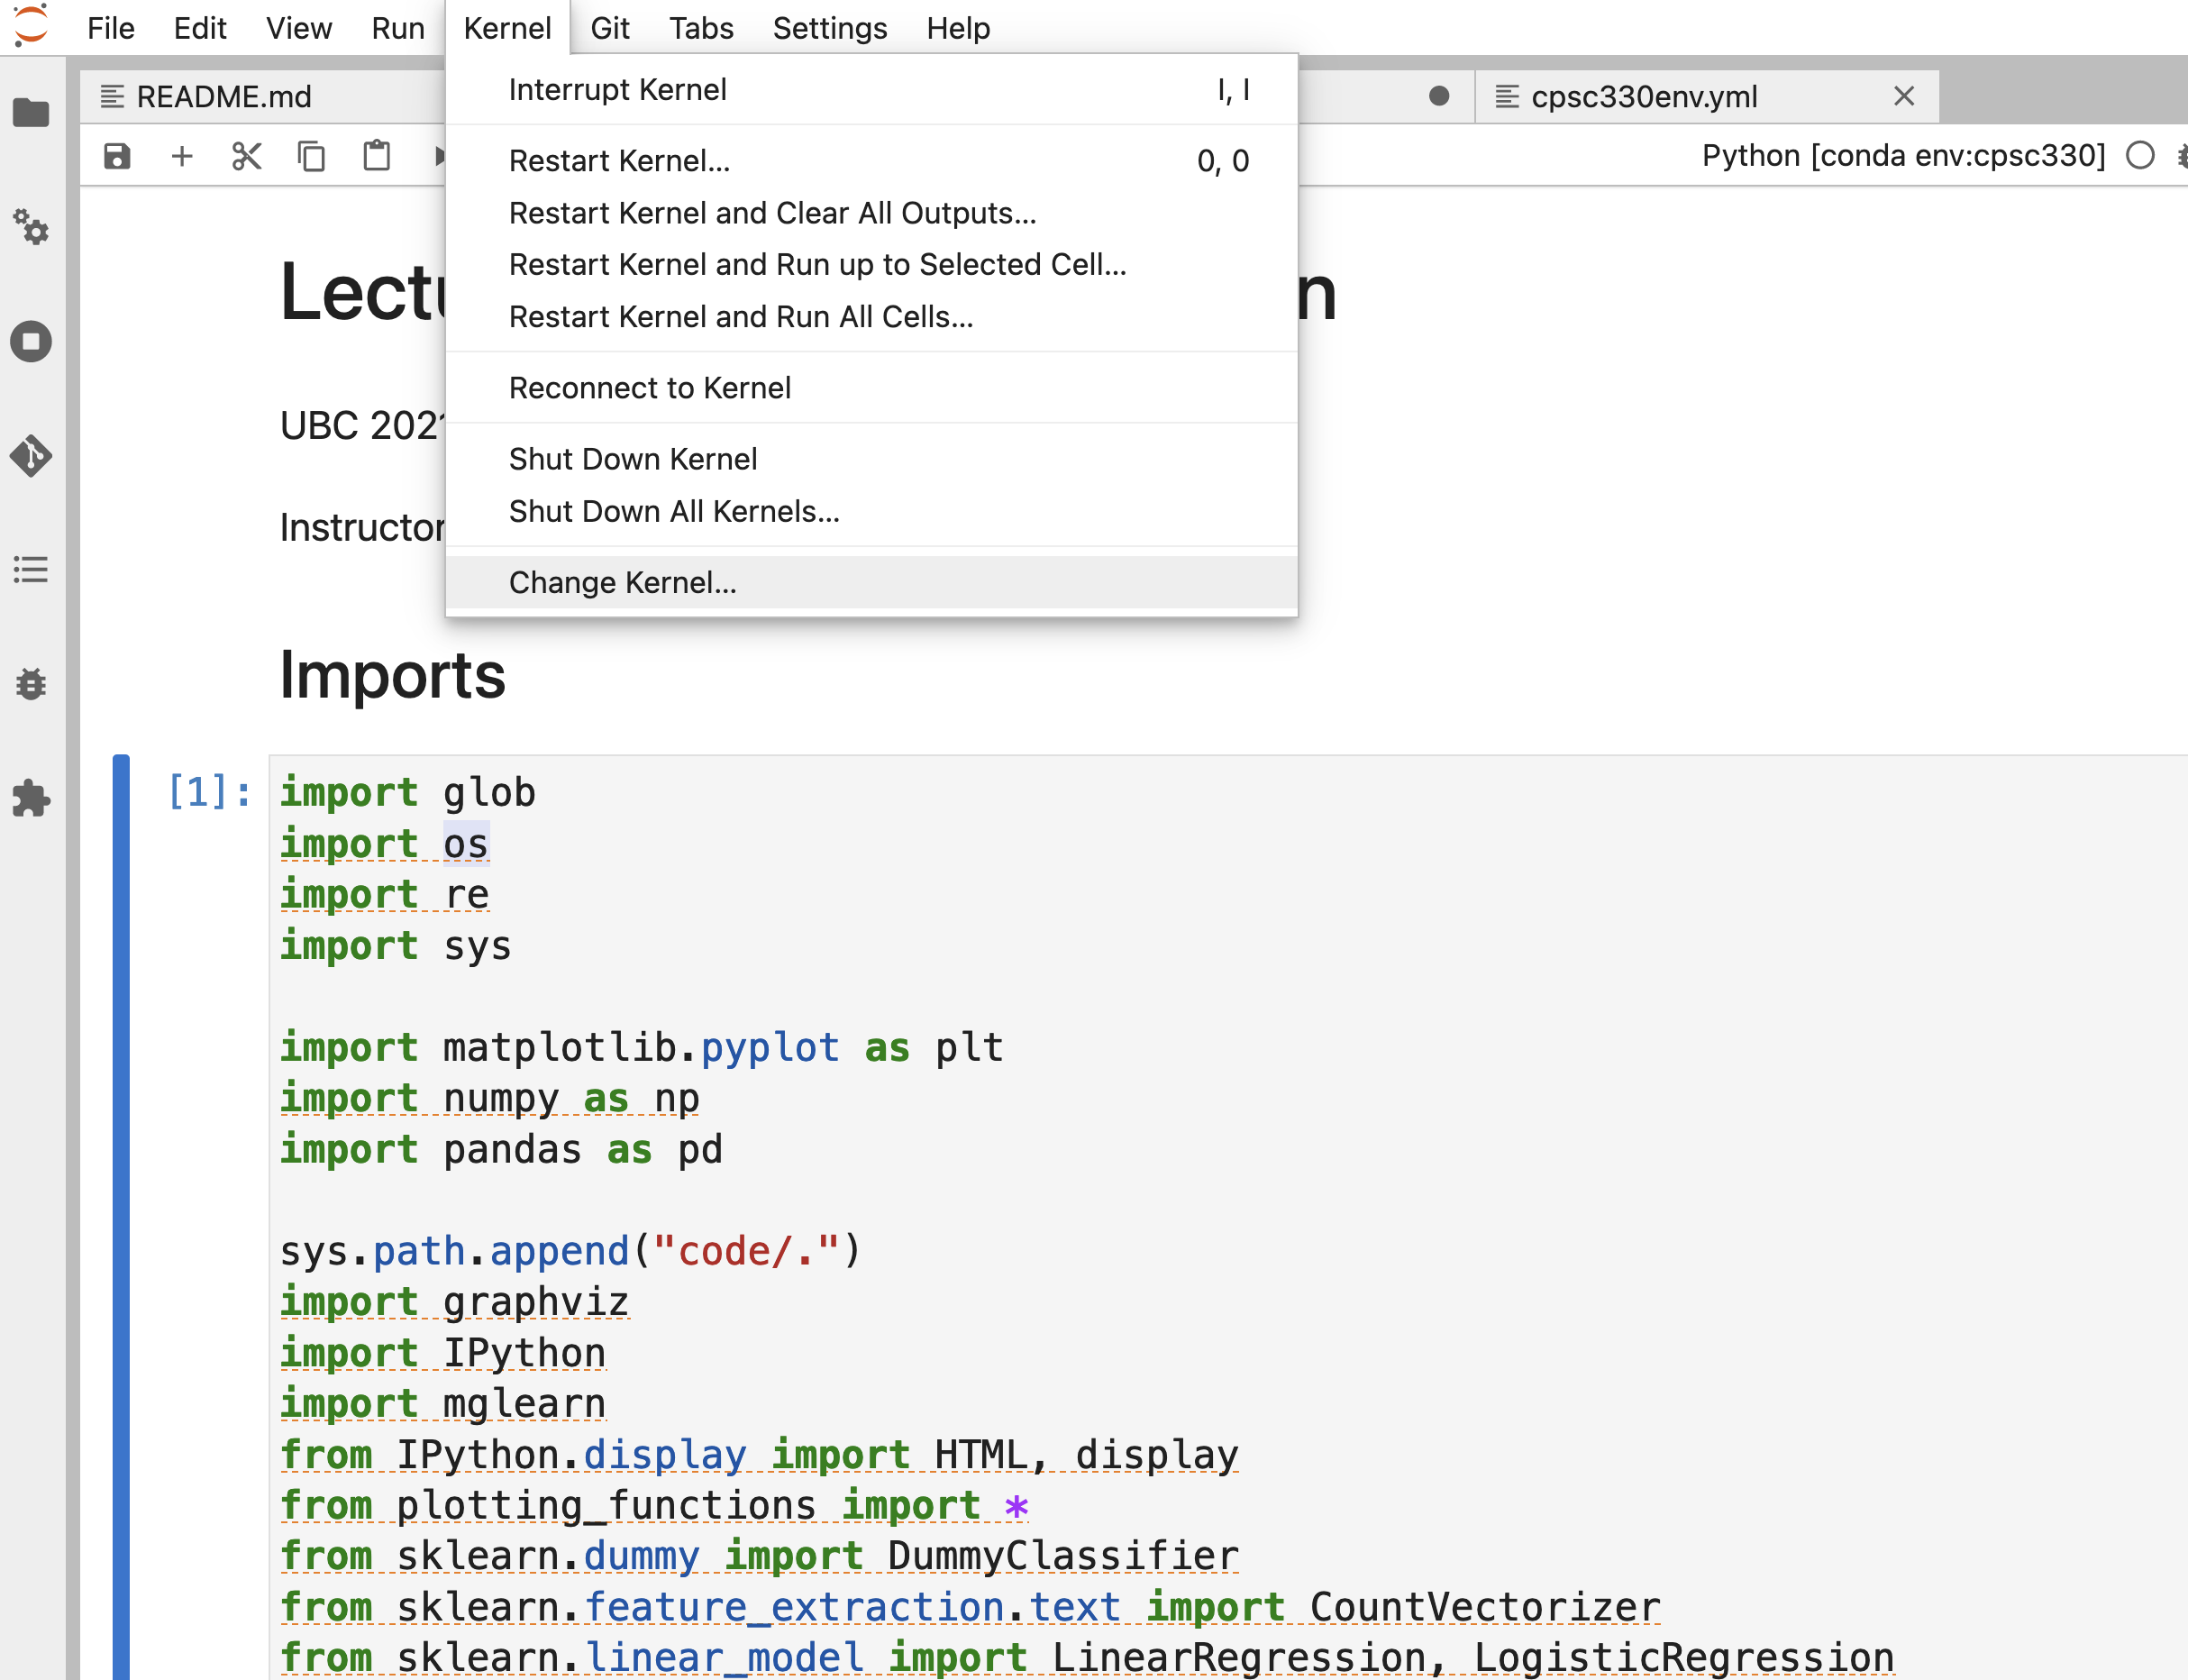 File Edit View Run Kernel Git Tabs Settings Help
README.md
cpsc330env.yml
Python [conda env:cpsc330]
Interrupt Kernel I, I
Restart Kernel... 0, 0
Restart Kernel and Clear All Outputs...
Restart Kernel and Run up to Selected Cell...
Restart Kernel and Run All Cells...
Reconnect to Kernel
Shut Down Kernel
Shut Down All Kernels...
Change Kernel...
UBC
Imports
[1]:
import glob
import os
import re
import sys
import matplotlib.pyplot as plt
import numpy as np
import pandas as pd
sys.path.append("code/.")
import graphviz
import IPython
import mglearn
from IPython.display import HTML, display
from plotting_functions import *
from sklearn.dummy import DummyClassifier
from sklearn.feature_extraction.text import CountVectorizer
from sklearn.linear_model import LinearRegression, LogisticRegression